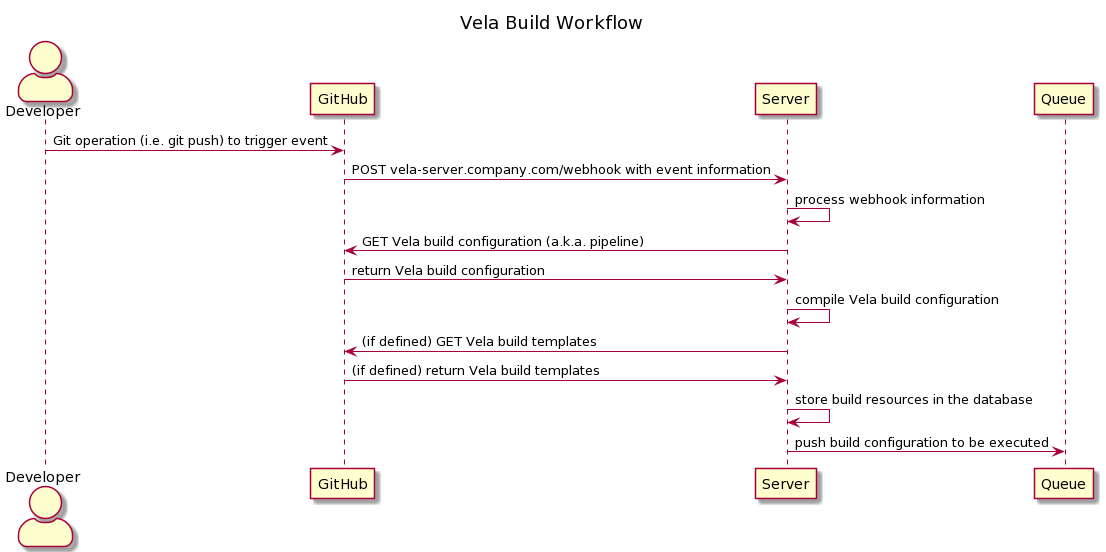 Vela Build Workflow
Developer
GitHub
Server
Queue
Git operation (i.e. git push) to trigger event
POST vela-server.company.com/webhook with event information
process webhook information
GET Vela build configuration (a.k.a. pipeline)
return Vela build configuration
compile Vela build configuration
(if defined) GET Vela build templates
(if defined) return Vela build templates
store build resources in the database
push build configuration to be executed
Developer
GitHub
Server
Queue